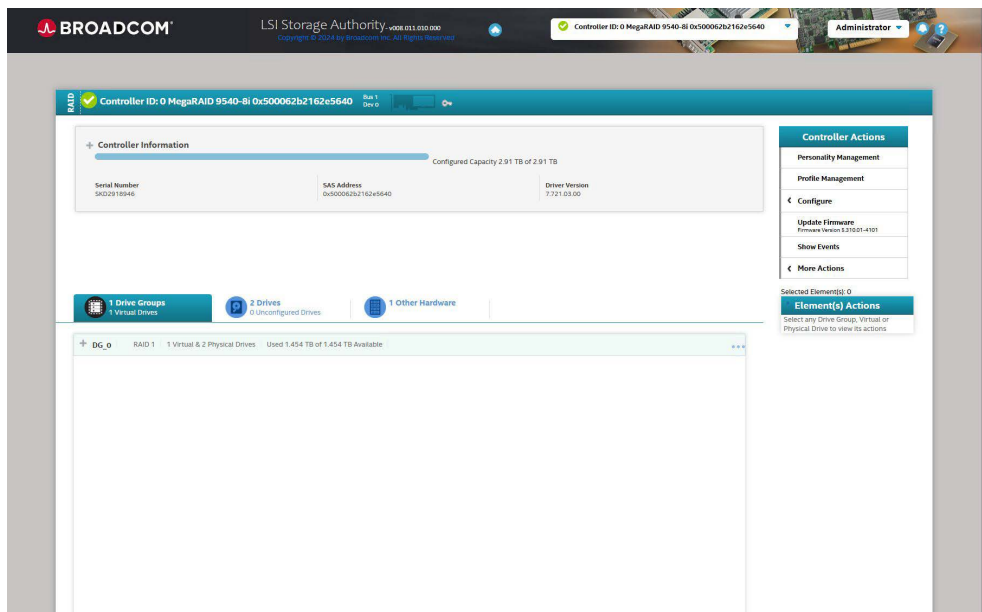 BROADCOM
LSI Storage Authority - v008.011.010.000
Copyright © 2024 by Broadcom Inc. All Rights Reserved
Controller ID: 0 MegaRAID 9540-8i 0x500062b2162e5640
Administrator
RAID
Controller ID: 0 MegaRAID 9540-8i 0x500062b2162e5640
Bus 1
Dev 0
Controller Information
Configured Capacity 2.91 TB of 2.91 TB
Serial Number
SKD2918946
SAS Address
0x500062b2162e5640
Driver Version
7.721.03.00
Controller Actions
Personality Management
Profile Management
Configure
Update Firmware
Firmware Version 5.310.01-4101
Show Events
More Actions
1 Drive Groups
1 Virtual Drives
2 Drives
0 Unconfigured Drives
1 Other Hardware
Selected Element(s): 0
Element(s) Actions
Select any Drive Group, Virtual or
Physical Drive to view its actions
DG_0 RAID 1 1 Virtual & 2 Physical Drives Used 1.454 TB of 1.454 TB Available